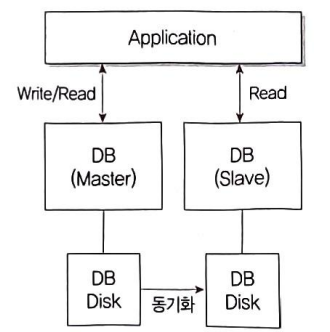 Application
Write/Read
Read
DB
(Master)
DB
(Slave)
DB
Disk
동기화
DB
Disk